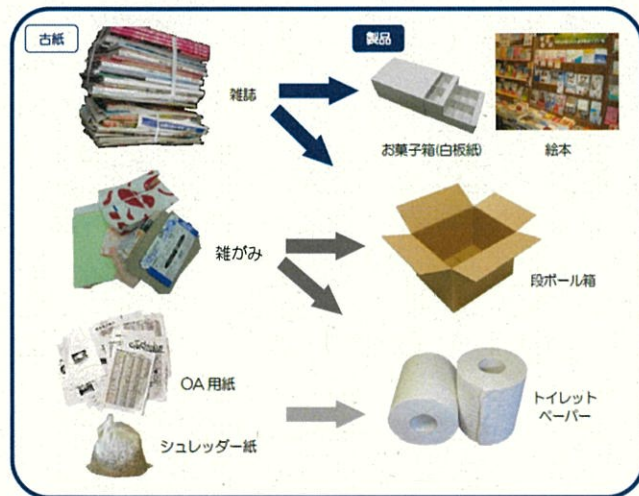 古紙
製品
雑誌
お菓子箱(白板紙)
絵本
雑がみ
段ボール箱
OA用紙
シュレッダー紙
トイレット
ペーパー